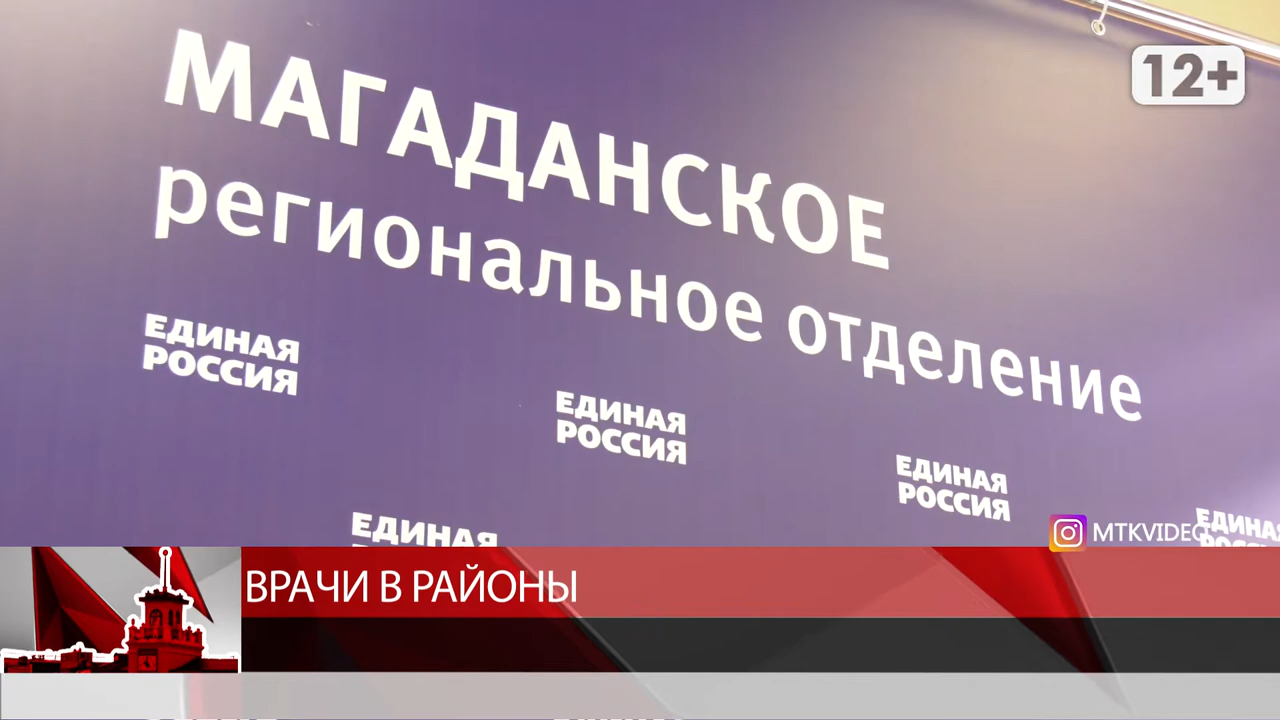 МАГАДАНСКОЕ
12+
региональное отделение
ЕДИНАЯ
РОССИЯ
ЕДИНАЯ
РОССИЯ
ЕДИНАЯ
РОССИЯ
ЕДИНАЯ
MTKVIDEO
ВРАЧИ В РАЙОНЫ